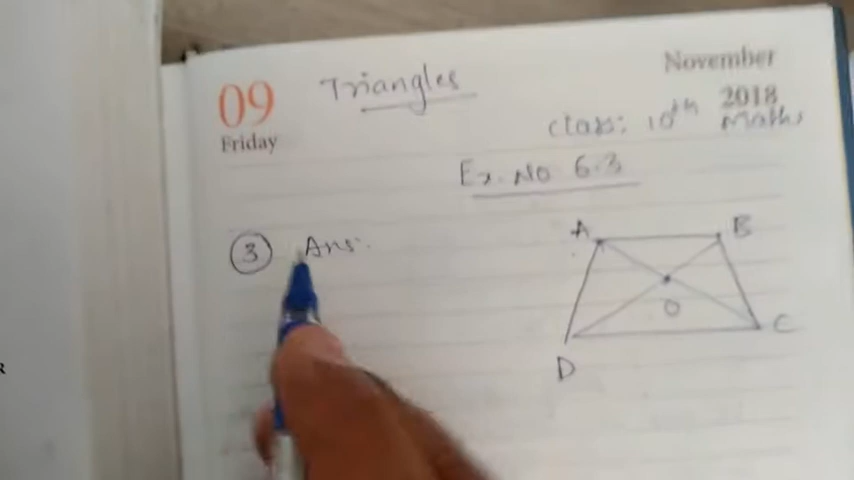 09
Friday
Triangles
November
2018
Class: 10th Maths
Ex. No 6.3
3 Ans:
A
B
O
C
D
R